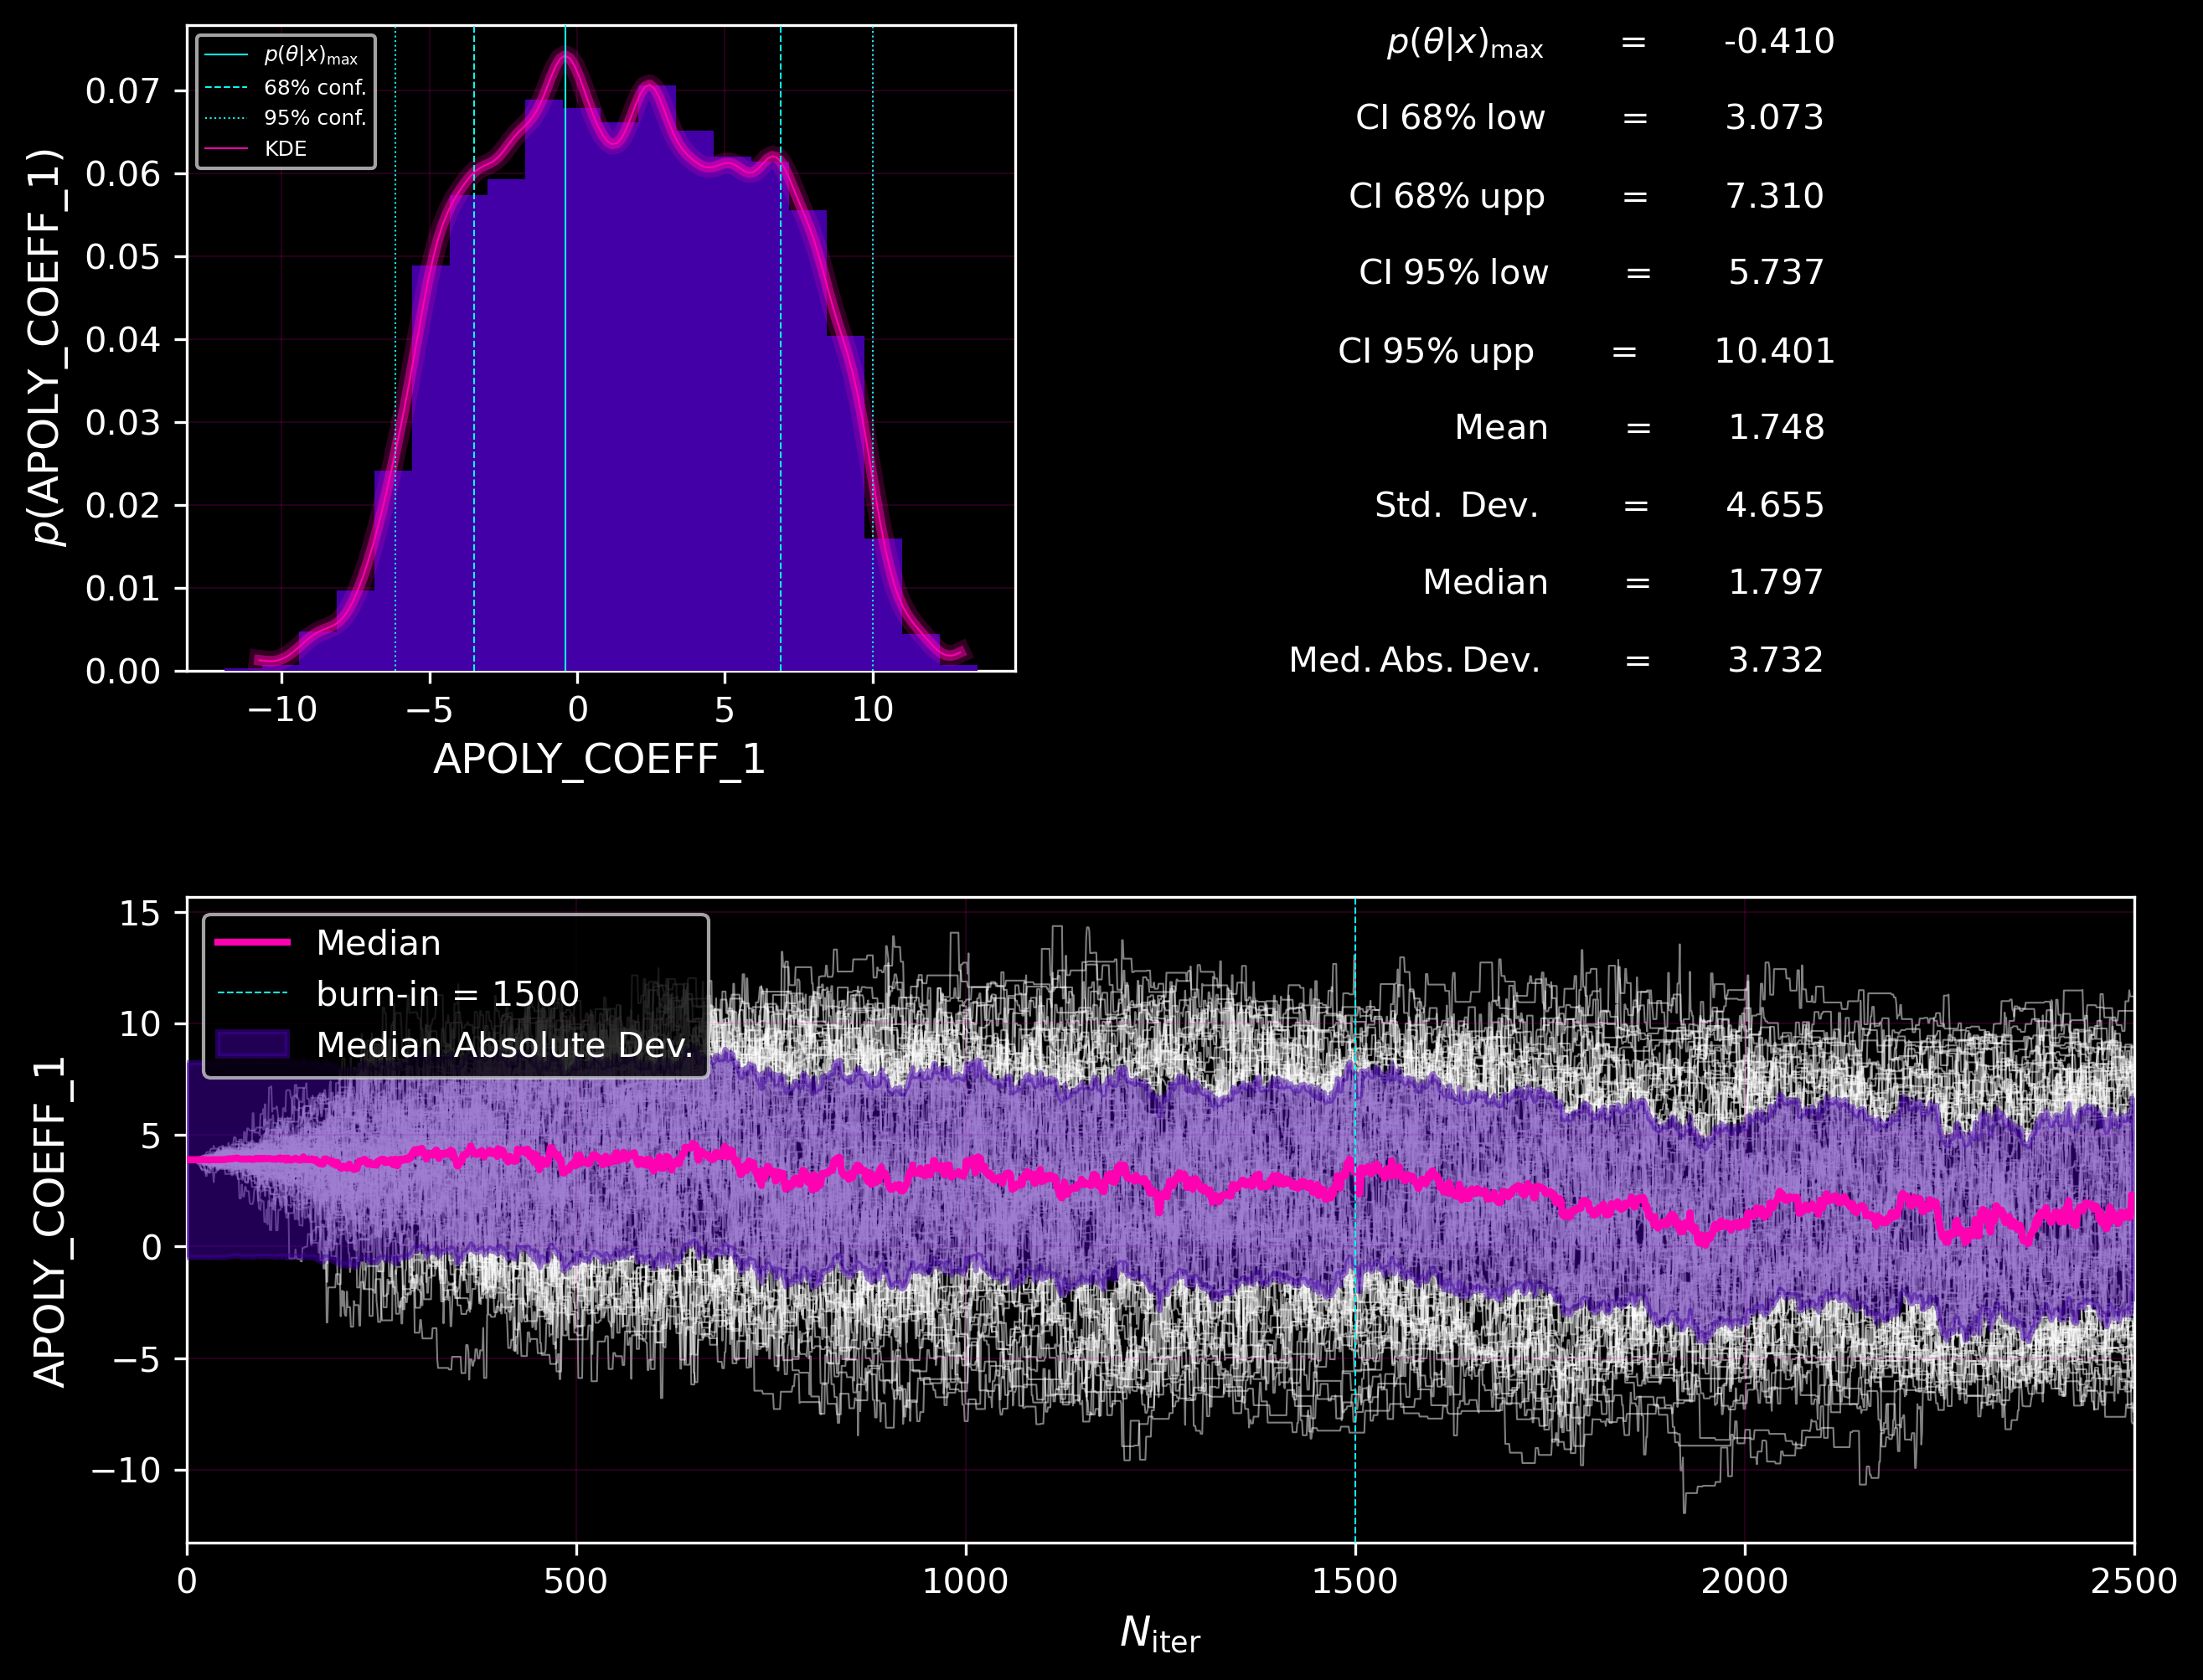 p(θ|x)max
68% conf.
95% conf.
KDE
0.07
0.06
0.05
0.04
0.03
0.02
0.01
0.00
p(APOLY_COEFF_1)
−10 −5 0 5 10
APOLY_COEFF_1
p(θ|x)max = -0.410
CI 68% low = 3.073
CI 68% upp = 7.310
CI 95% low = 5.737
CI 95% upp = 10.401
Mean = 1.748
Std. Dev. = 4.655
Median = 1.797
Med. Abs. Dev. = 3.732
Median
burn-in = 1500
Median Absolute Dev.
15
10
5
0
−5
−10
APOLY_COEFF_1
0 500 1000 1500 2000 2500
Niter